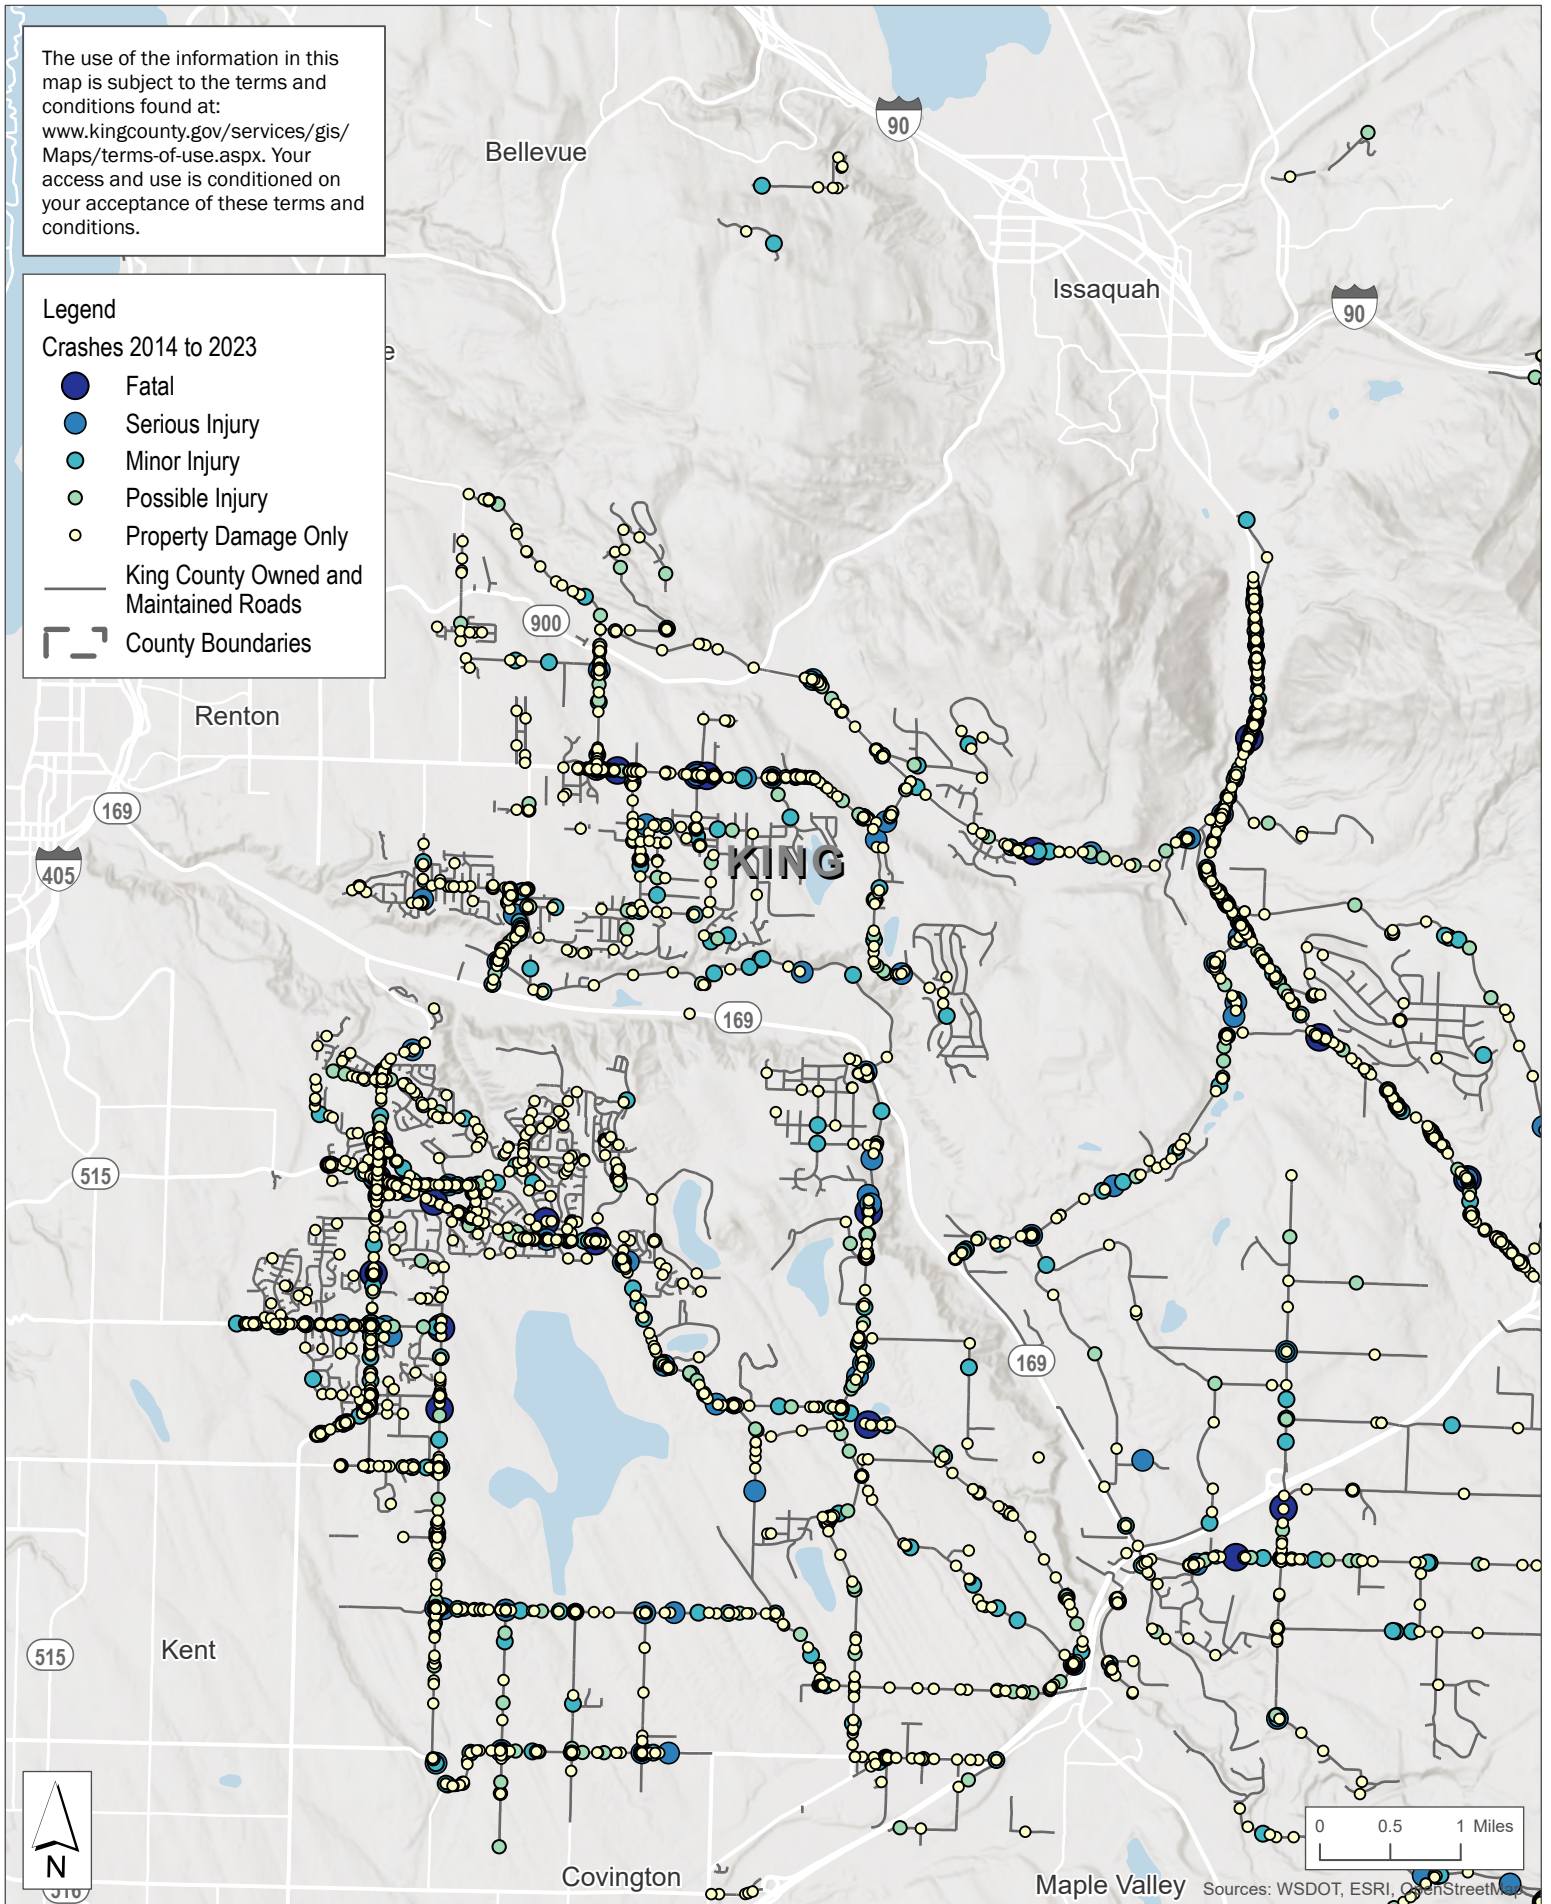 The use of the information in this
map is subject to the terms and
conditions found at:
www.kingcounty.gov/services/gis/
Maps/terms-of-use.aspx. Your
access and use is conditioned on
your acceptance of these terms and
conditions.
Legend
Crashes 2014 to 2023
Fatal
Serious Injury
Minor Injury
Possible Injury
Property Damage Only
King County Owned and
Maintained Roads
County Boundaries
e
Bellevue
90
Issaquah
90
900
Renton
169
405
KING
169
515
169
515
Kent
Covington
Maple Valley
516
N
0 0.5 1 Miles
Sources: WSDOT, ESRI, OpenStreetMap